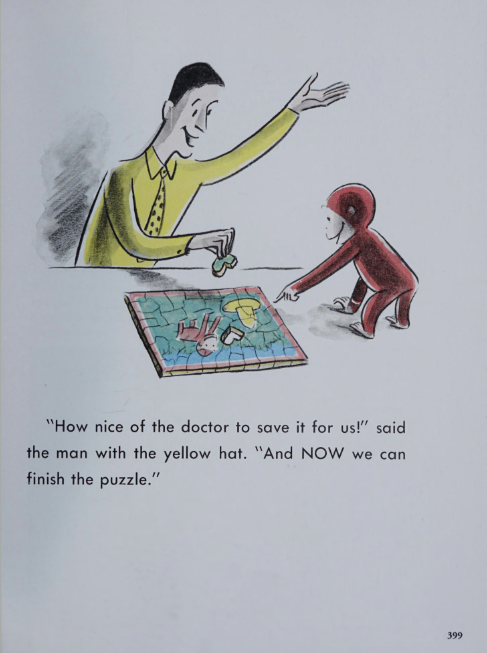 "How nice of the doctor to save it for us!" said
the man with the yellow hat. "And NOW we can
finish the puzzle."
399